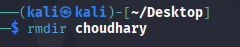 ──(kali㉿kali)-[~/Desktop]
─$ rmdir choudhary